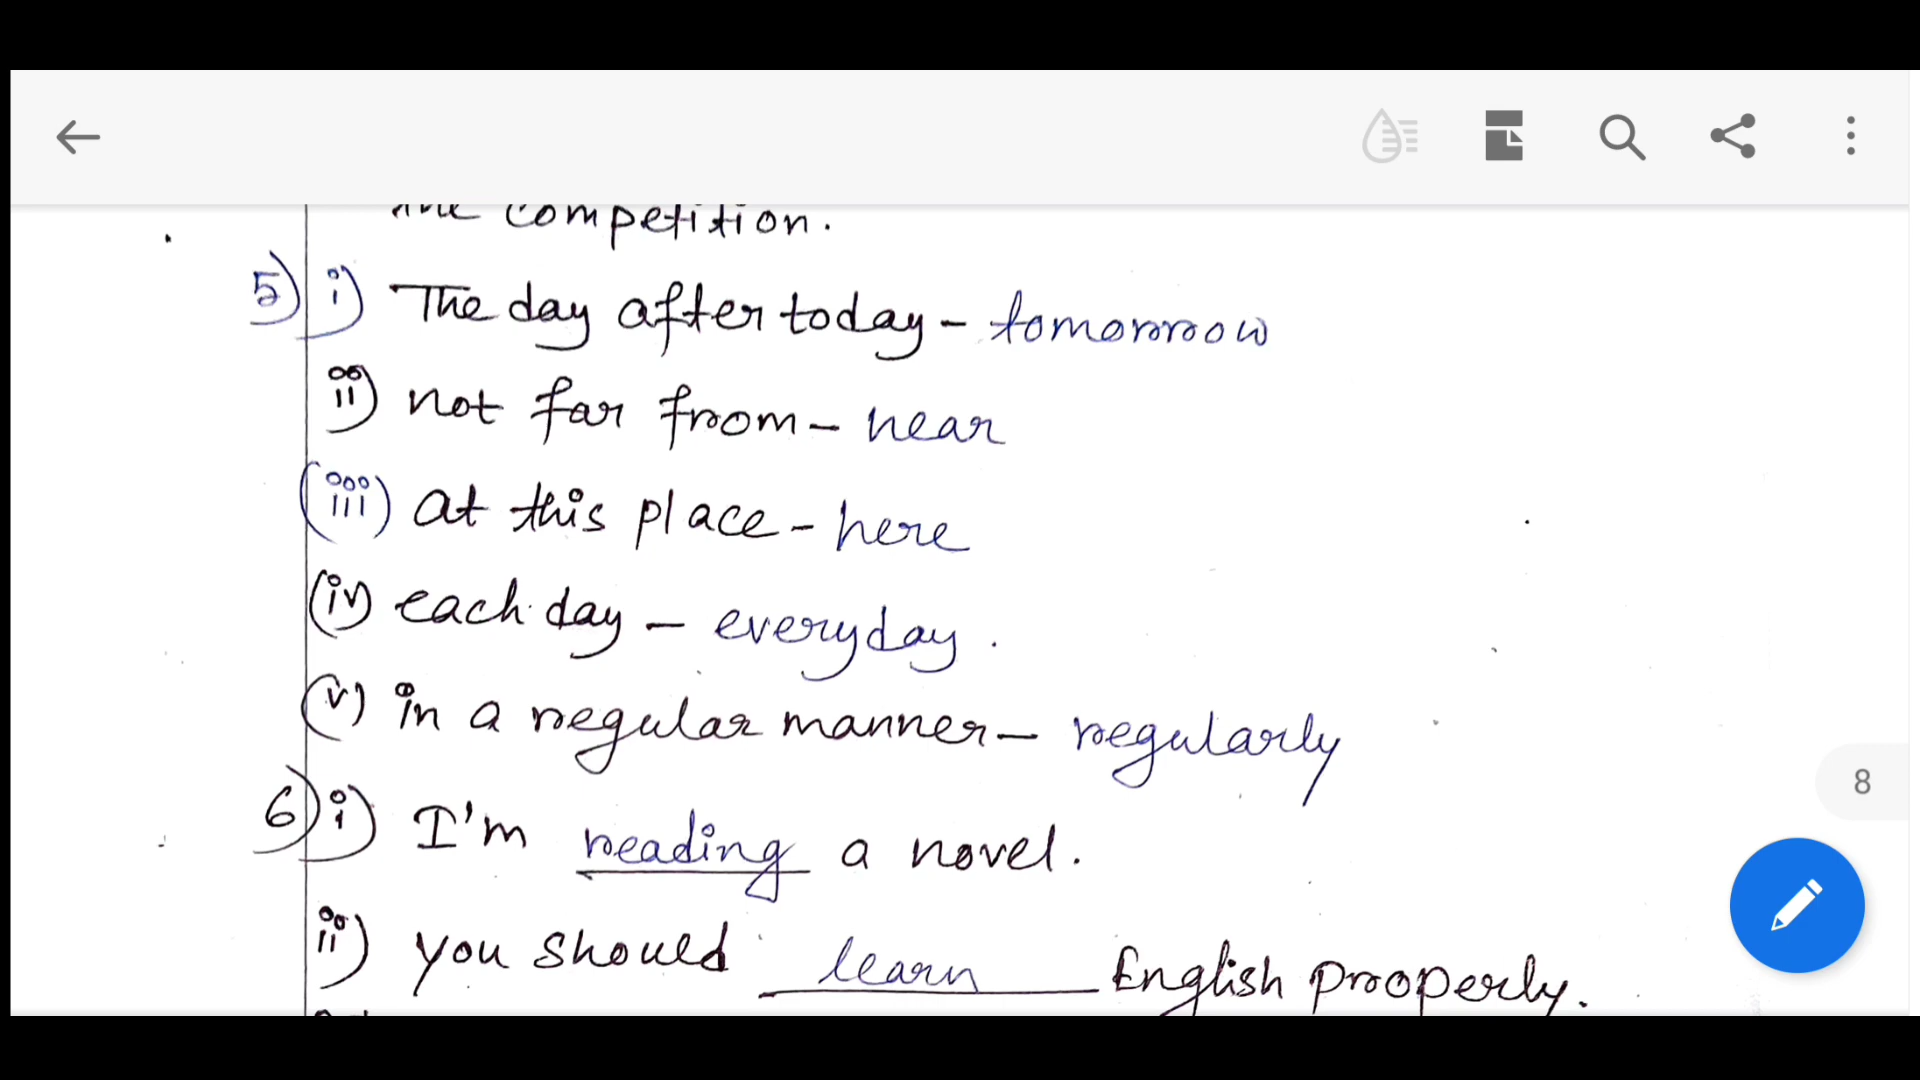 the competition.
5) i) The day after today - tomorrow
ii) not far from - near
(iii) at this place - here
(iv) each day - everyday.
(v) in a regular manner - regularly
6) i) I'm reading a novel.
8
ii) you should learn English properly.